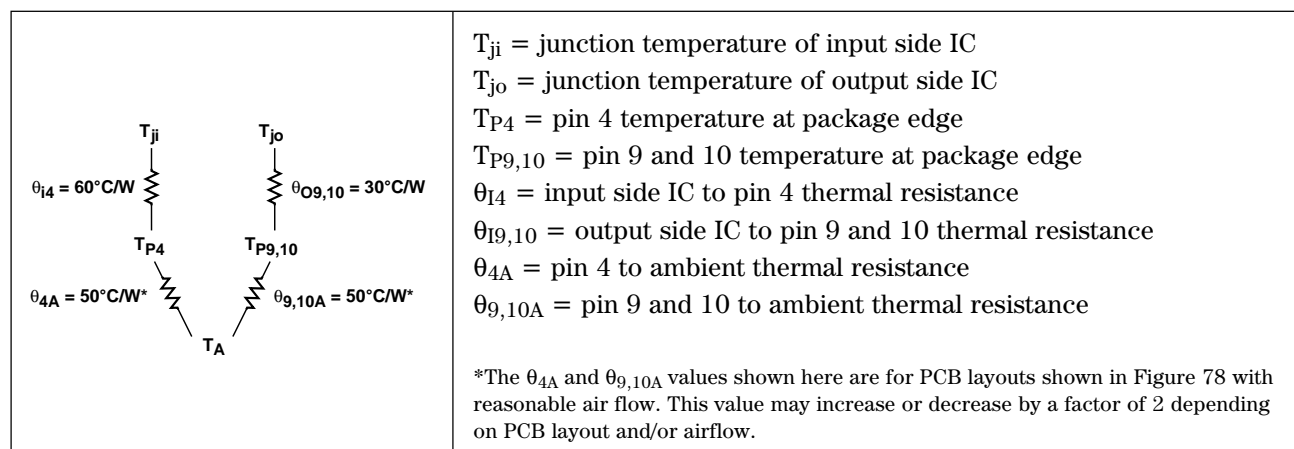 T_ji
T_jo
θ_i4 = 60°C/W
θ_O9,10 = 30°C/W
T_P4
T_P9,10
θ_4A = 50°C/W*
θ_9,10A = 50°C/W*
T_A
T_ji = junction temperature of input side IC
T_jo = junction temperature of output side IC
T_P4 = pin 4 temperature at package edge
T_P9,10 = pin 9 and 10 temperature at package edge
θ_I4 = input side IC to pin 4 thermal resistance
θ_I9,10 = output side IC to pin 9 and 10 thermal resistance
θ_4A = pin 4 to ambient thermal resistance
θ_9,10A = pin 9 and 10 to ambient thermal resistance
*The θ_4A and θ_9,10A values shown here are for PCB layouts shown in Figure 78 with
reasonable air flow. This value may increase or decrease by a factor of 2 depending
on PCB layout and/or airflow.